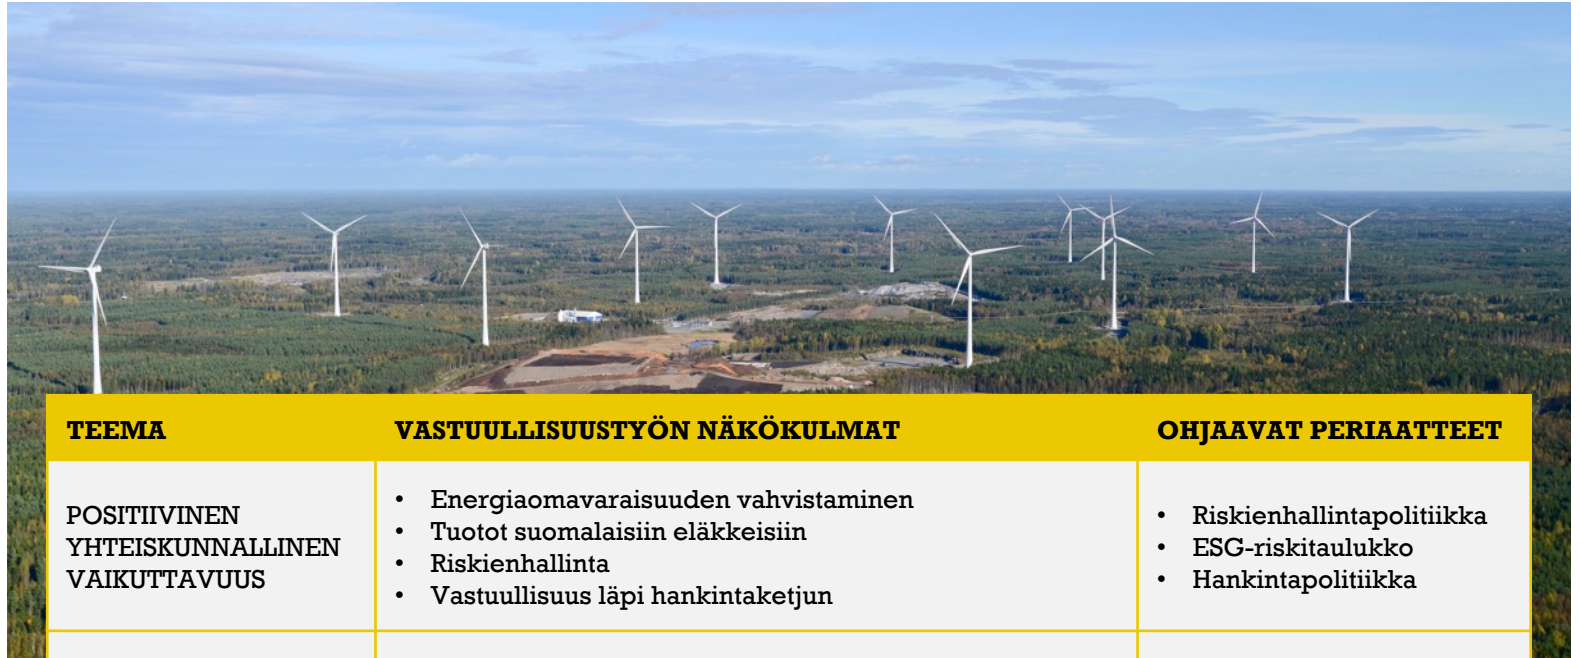 TEEMA
VASTUULLISUUSTYÖN NÄKÖKULMAT
OHJAAVAT PERIAATTEET
POSITIIVINEN
YHTEISKUNNALLINEN
VAIKUTTAVUUS
• Energiaomavaraisuuden vahvistaminen
• Tuotot suomalaisiin eläkkeisiin
• Riskienhallinta
• Vastuullisuus läpi hankintaketjun
• Riskienhallintapolitiikka
• ESG-riskitaulukko
• Hankintapolitiikka